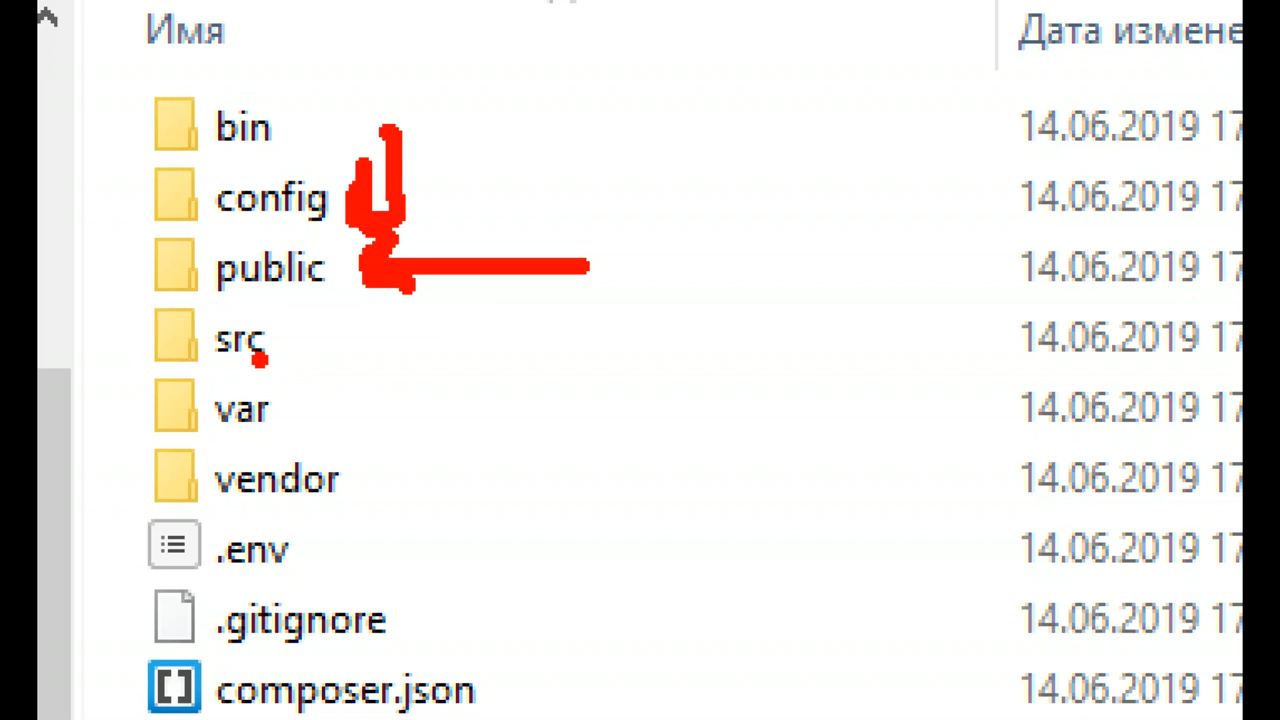 Имя Дата измене
bin 14.06.2019 17
config 14.06.2019 17
public 14.06.2019 17
src 14.06.2019 17
var 14.06.2019 17
vendor 14.06.2019 17
.env 14.06.2019 17
.gitignore 14.06.2019 17
composer.json 14.06.2019 17